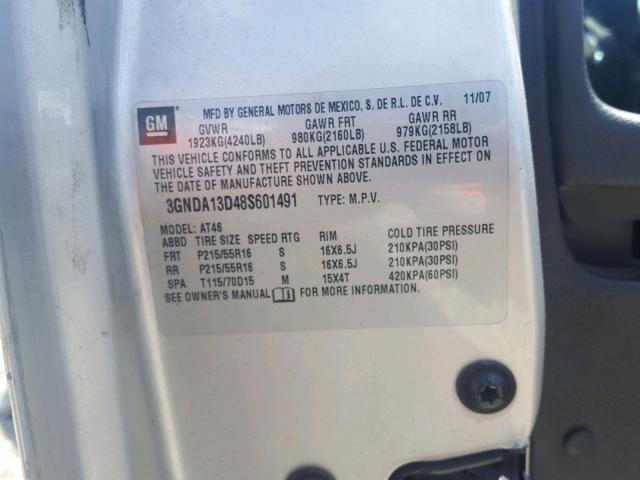 GM
MFD BY GENERAL MOTORS DE MEXICO, S. DE R.L. DE C.V. 11/07
GVWR GAWR FRT GAWR RR
1923KG(4240LB) 980KG(2160LB) 979KG(2158LB)
THIS VEHICLE CONFORMS TO ALL APPLICABLE U.S. FEDERAL MOTOR
VEHICLE SAFETY AND THEFT PREVENTION STANDARDS IN EFFECT ON
THE DATE OF MANUFACTURE SHOWN ABOVE.
3GNDA13D48S601491 TYPE: M.P.V.
MODEL: AT46
ABBD TIRE SIZE SPEED RTG RIM COLD TIRE PRESSURE
FRT P215/55R16 S 16X6.5J 210KPA(30PSI)
RR P215/55R16 S 16X6.5J 210KPA(30PSI)
SPA T115/70D15 M 15X4T 420KPA(60PSI)
SEE OWNER'S MANUAL FOR MORE INFORMATION.